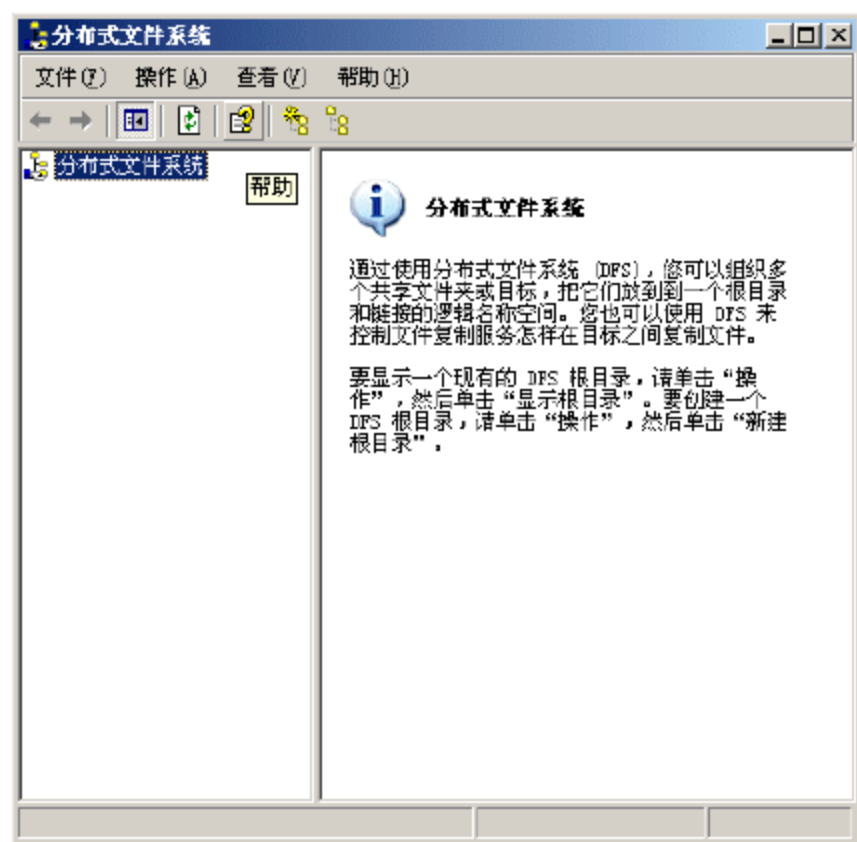 分布式文件系统
文件(F) 操作(A) 查看(V) 帮助(H)
分布式文件系统
帮助
分布式文件系统
通过使用分布式文件系统 (DFS)，您可以组织多
个共享文件夹或目标，把它们放到到一个根目录
和链接的逻辑名称空间。您也可以使用 DFS 来
控制文件复制服务怎样在目标之间复制文件。
要显示一个现有的 DFS 根目录，请单击“操
作”，然后单击“显示根目录”。要创建一个
DFS 根目录，请单击“操作”，然后单击“新建
根目录”。